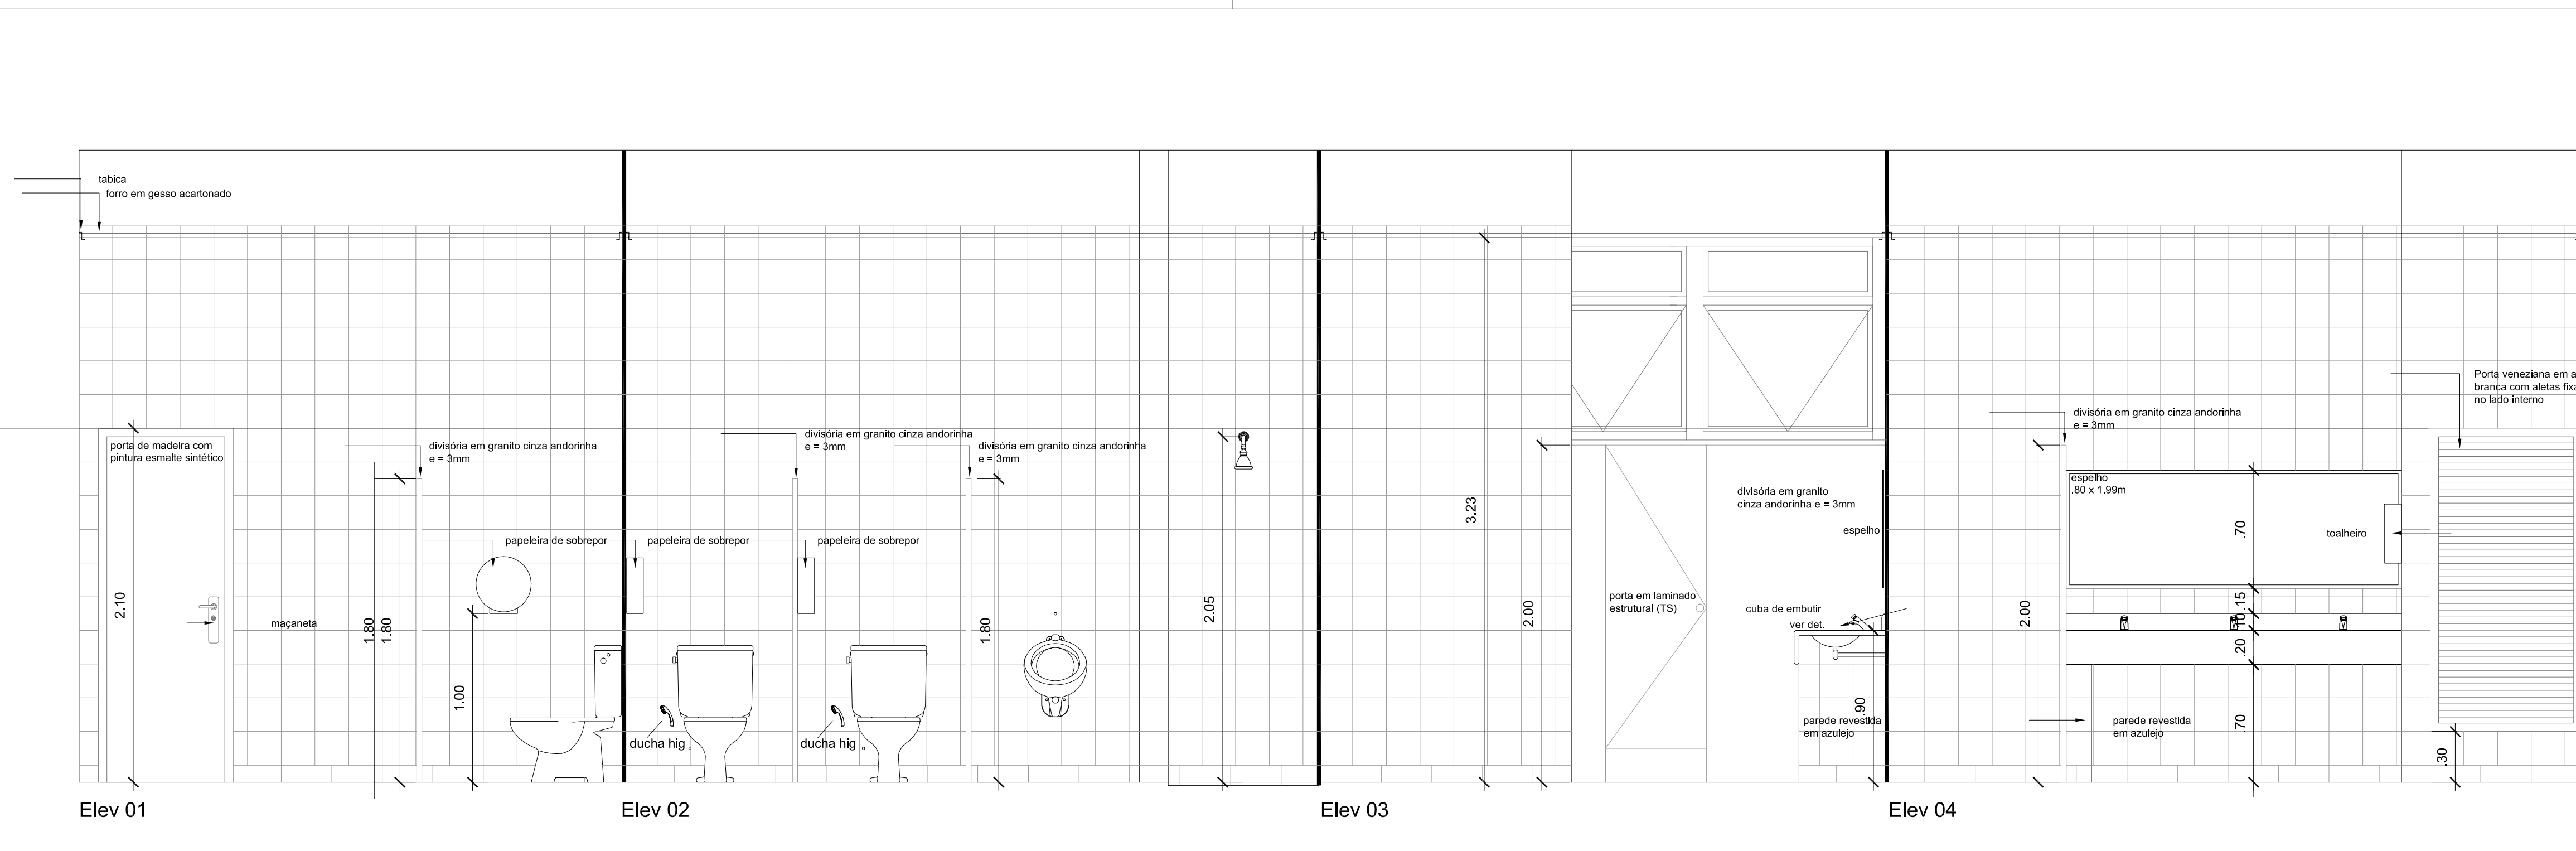 tabica
forro em gesso acartonado
porta de madeira com
pintura esmalte sintético
2.10
maçaneta
1.80
1.80
divisória em granito cinza andorinha
e = 3mm
papeleira de sobrepor
1.00
Elev 01
divisória em granito cinza andorinha
e = 3mm
divisória em granito cinza andorinha
e = 3mm
papeleira de sobrepor
papeleira de sobrepor
ducha hig
ducha hig
1.80
2.05
Elev 02
3.23
2.00
porta em laminado
estrutural (TS)
divisória em granito
cinza andorinha e = 3mm
espelho
cuba de embutir
ver det.
.90
parede revestida
em azulejo
Elev 03
divisória em granito cinza andorinha
e = 3mm
2.00
espelho
.80 x 1.99m
.70
.15
.10
.20
.70
toalheiro
parede revestida
em azulejo
Porta veneziana em a
branca com aletas fixa
no lado interno
.30
Elev 04